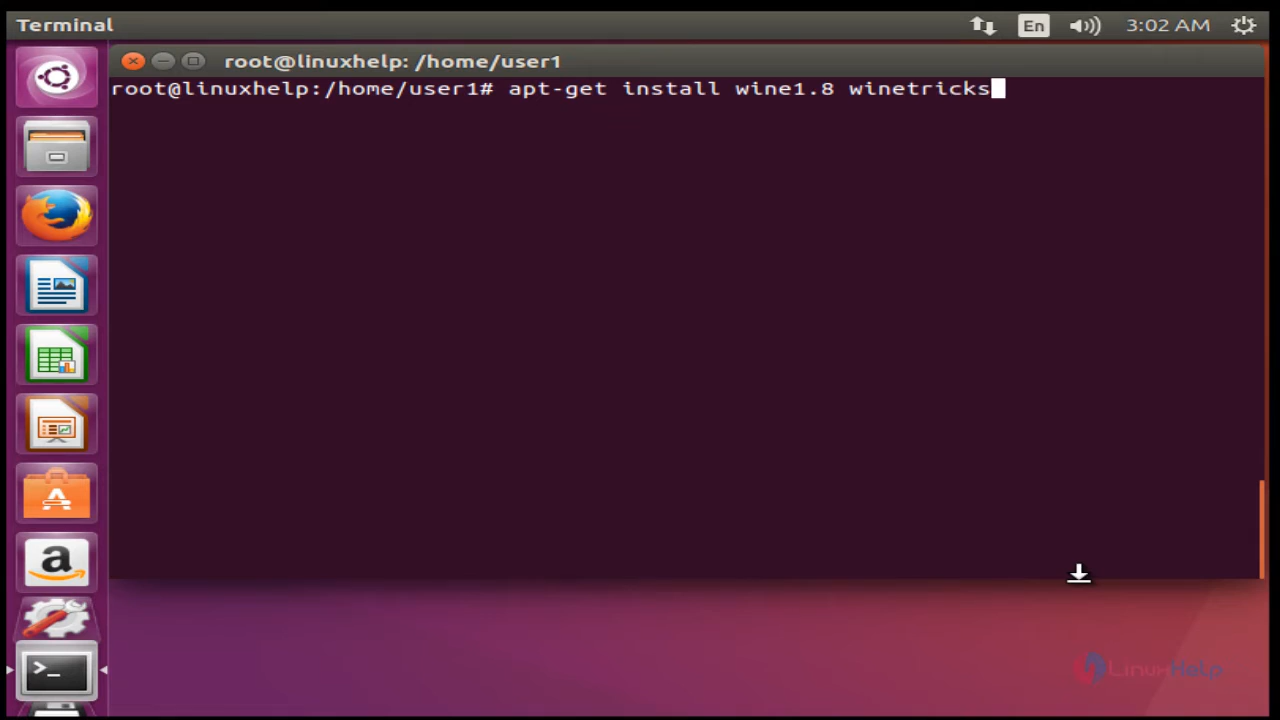 Terminal
En
3:02 AM
root@linuxhelp: /home/user1
root@linuxhelp:/home/user1# apt-get install wine1.8 winetricks
A
a
>_
LinuxHelp